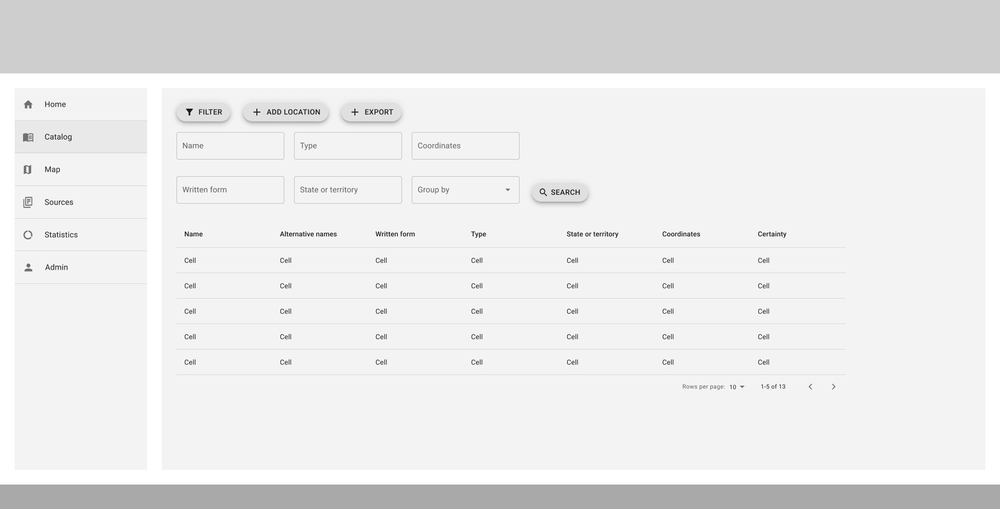 Home
Catalog
Map
Sources
Statistics
Admin
FILTER ADD LOCATION EXPORT
Name Type Coordinates
Written form State or territory Group by SEARCH
Name Alternative names Written form Type State or territory Coordinates Certainty
Cell Cell Cell Cell Cell Cell Cell
Cell Cell Cell Cell Cell Cell Cell
Cell Cell Cell Cell Cell Cell Cell
Cell Cell Cell Cell Cell Cell Cell
Cell Cell Cell Cell Cell Cell Cell
Rows per page: 10 1-5 of 13